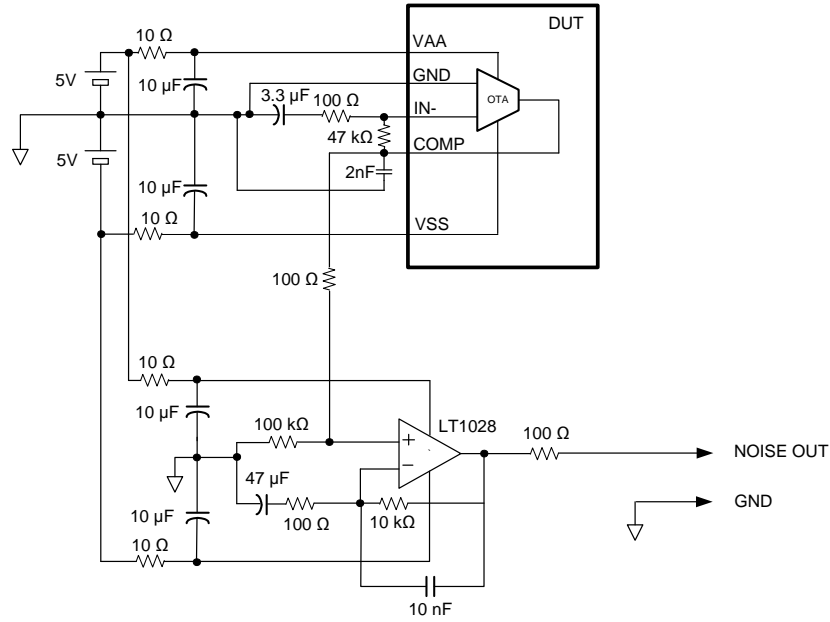 DUT
10 Ω
VAA
5V
10 µF
GND
3.3 µF
100 Ω
IN-
OTA
47 kΩ
COMP
5V
10 µF
2nF
10 Ω
VSS
100 Ω
10 Ω
10 µF
100 kΩ
LT1028
+
100 Ω
NOISE OUT
47 µF
−
100 Ω
10 kΩ
GND
10 µF
10 Ω
10 nF